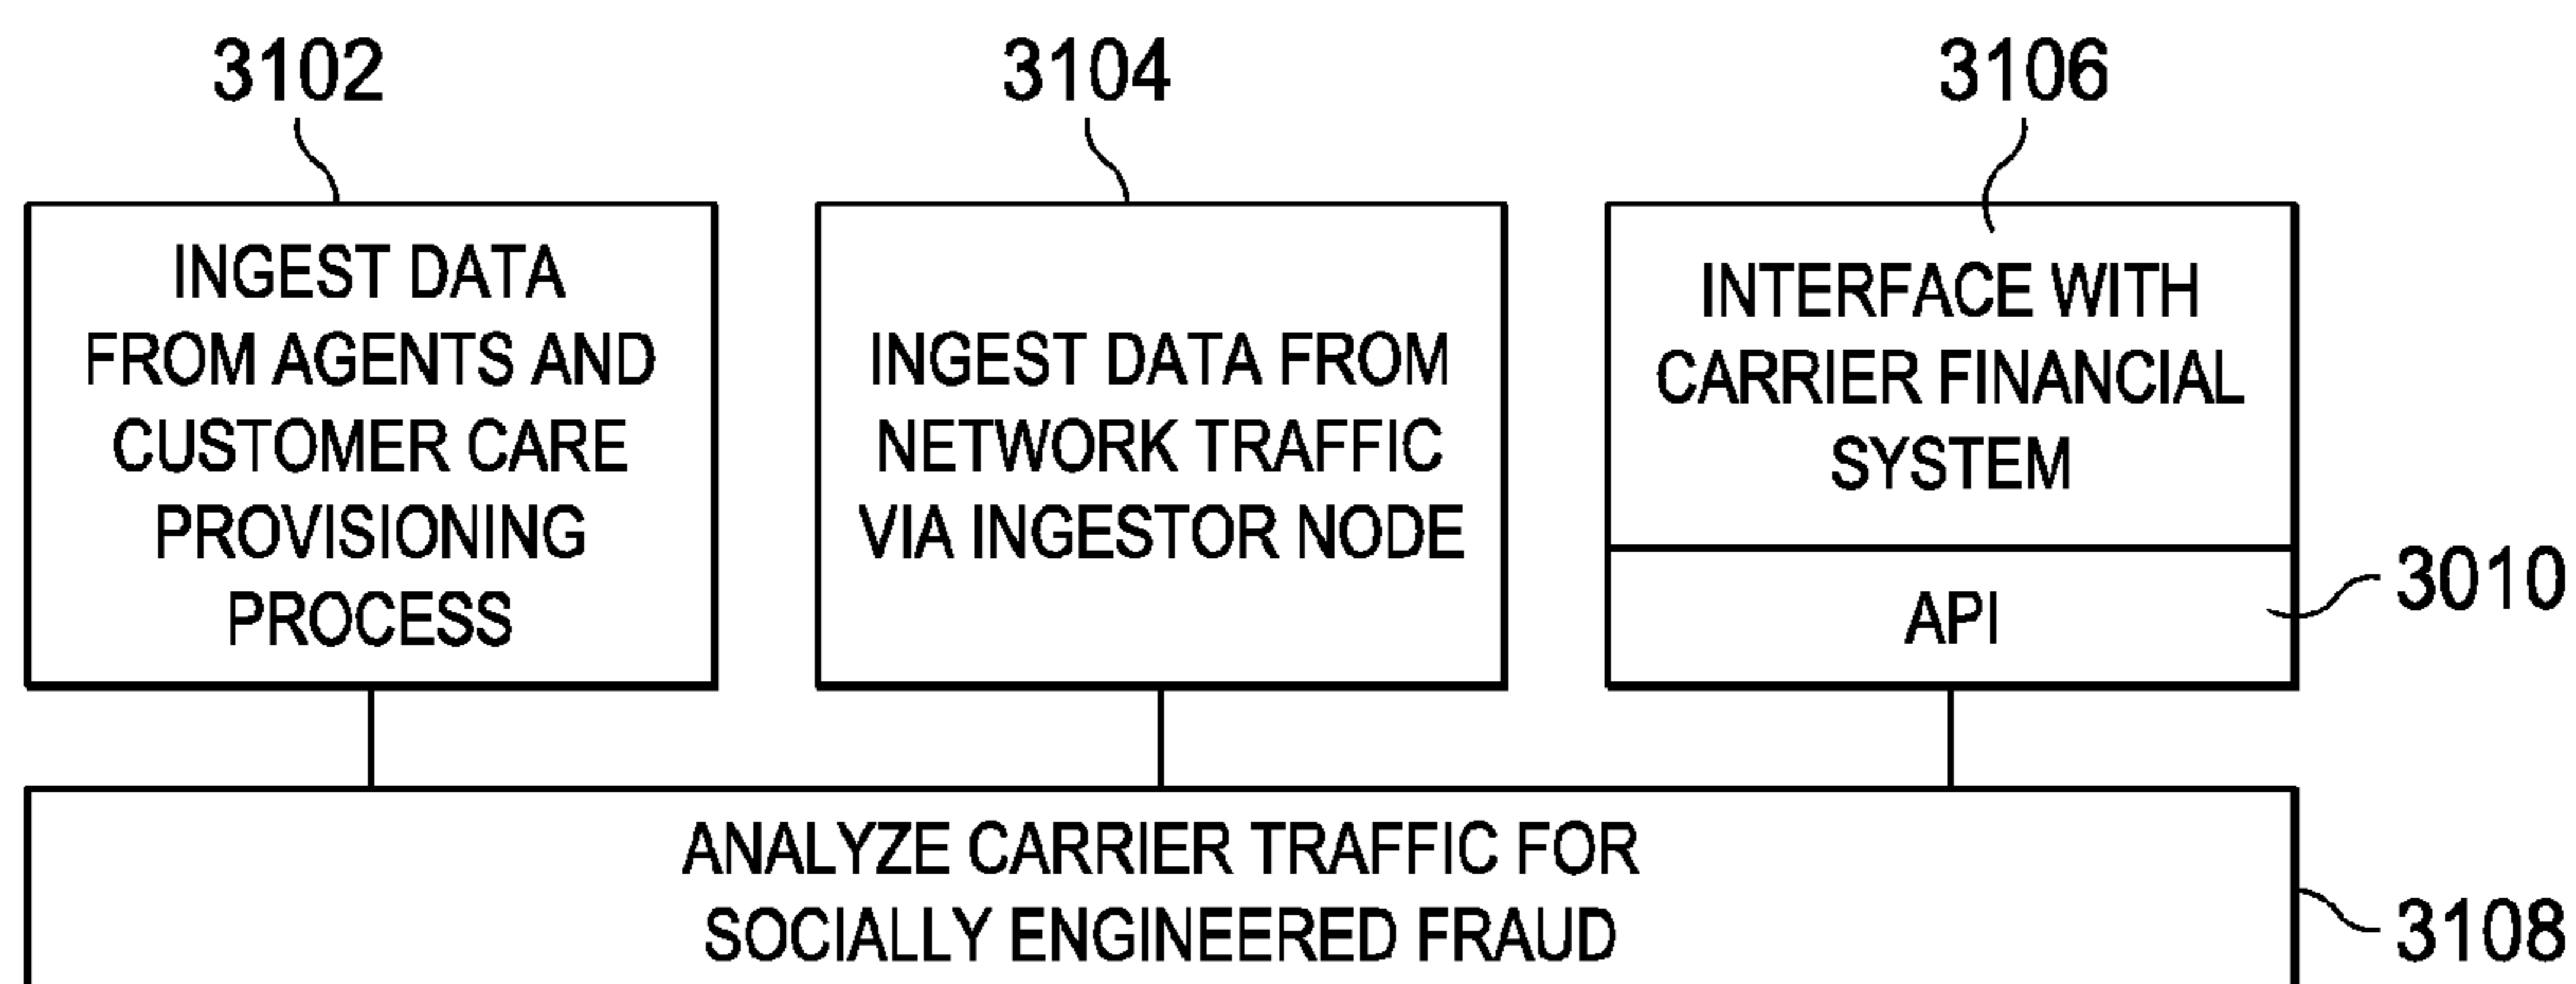 3102
3104
3106
INGEST DATA
FROM AGENTS AND
CUSTOMER CARE
PROVISIONING
PROCESS
INGEST DATA FROM
NETWORK TRAFFIC
VIA INGESTOR NODE
INTERFACE WITH
CARRIER FINANCIAL
SYSTEM
API
3010
ANALYZE CARRIER TRAFFIC FOR
SOCIALLY ENGINEERED FRAUD
3108